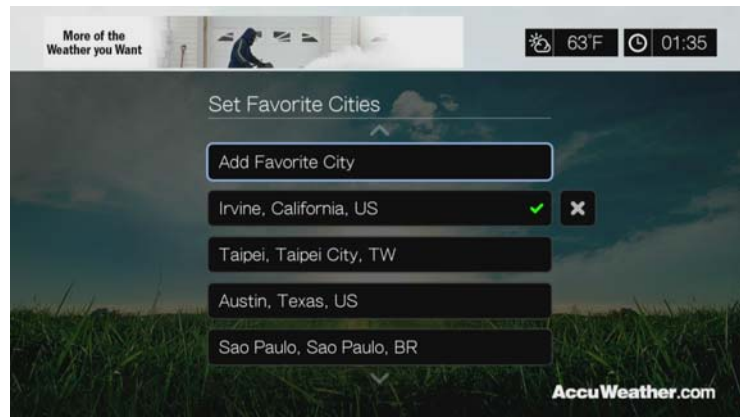 More of the
Weather you Want
63°F
01:35
Set Favorite Cities
Add Favorite City
Irvine, California, US
Taipei, Taipei City, TW
Austin, Texas, US
Sao Paulo, Sao Paulo, BR
AccuWeather.com